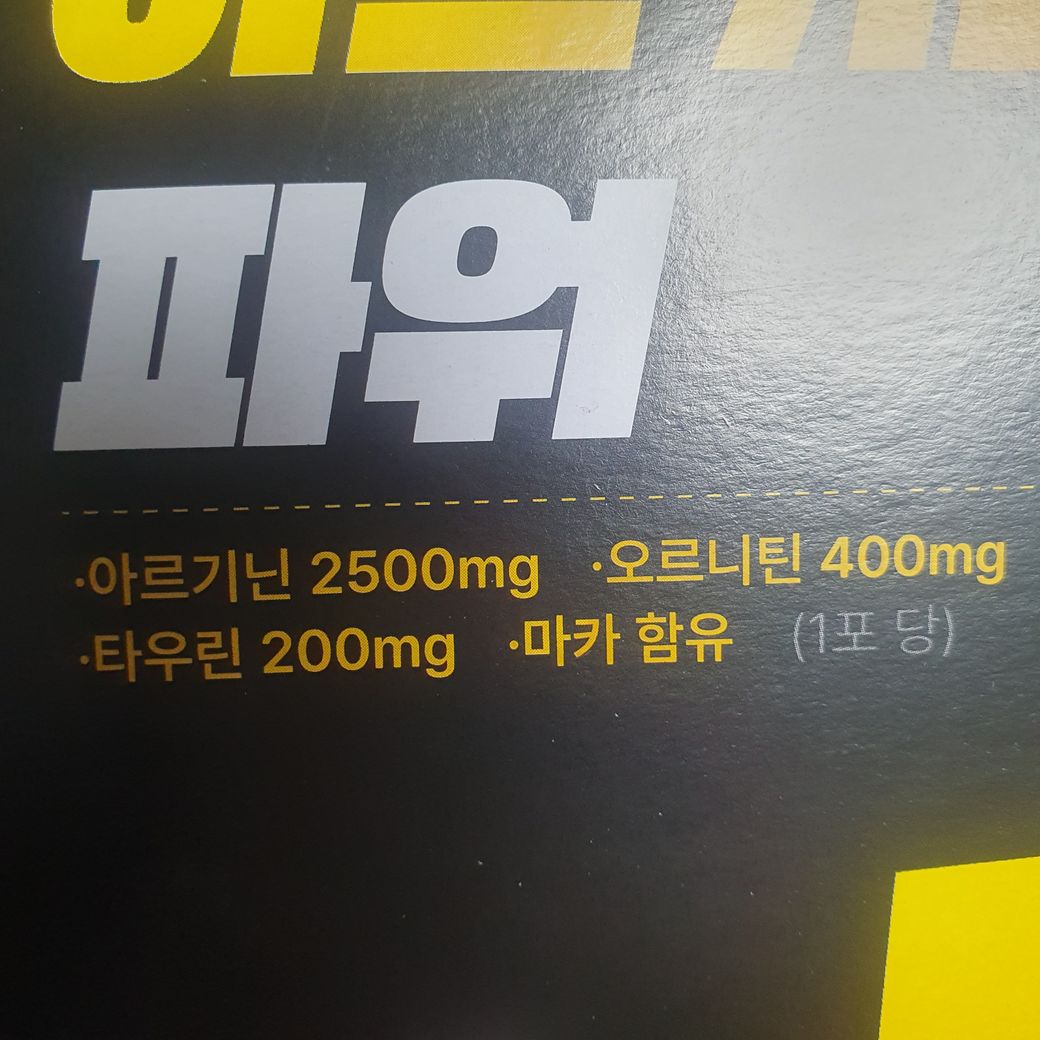 파워
·아르기닌 2500mg ·오르니틴 400mg
·타우린 200mg ·마카 함유 (1포 당)